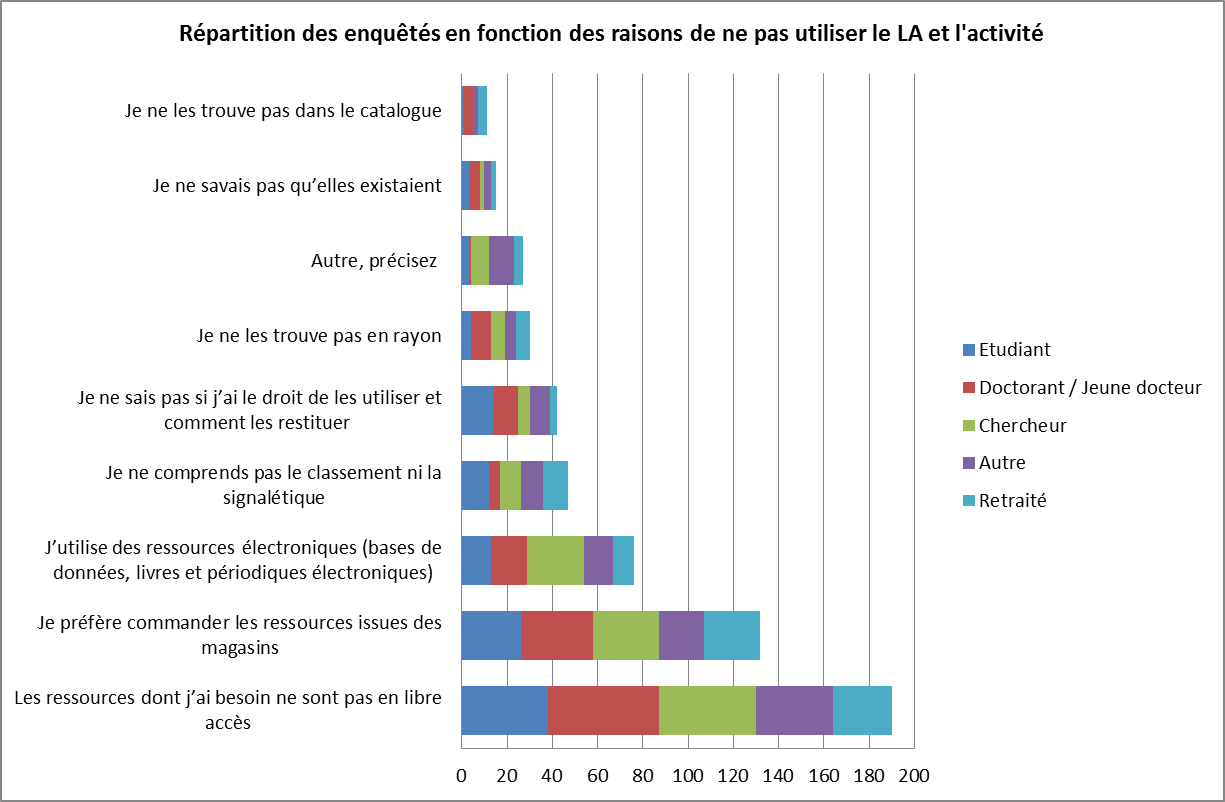 Répartition des enquêtés en fonction des raisons de ne pas utiliser le LA et l'activité
Je ne les trouve pas dans le catalogue
Je ne savais pas qu’elles existaient
Autre, précisez
Je ne les trouve pas en rayon
Je ne sais pas si j’ai le droit de les utiliser et
comment les restituer
Je ne comprends pas le classement ni la
signalétique
J’utilise des ressources électroniques (bases de
données, livres et périodiques électroniques)
Je préfère commander les ressources issues des
magasins
Les ressources dont j’ai besoin ne sont pas en libre
accès
0 20 40 60 80 100 120 140 160 180 200
Etudiant
Doctorant / Jeune docteur
Chercheur
Autre
Retraité